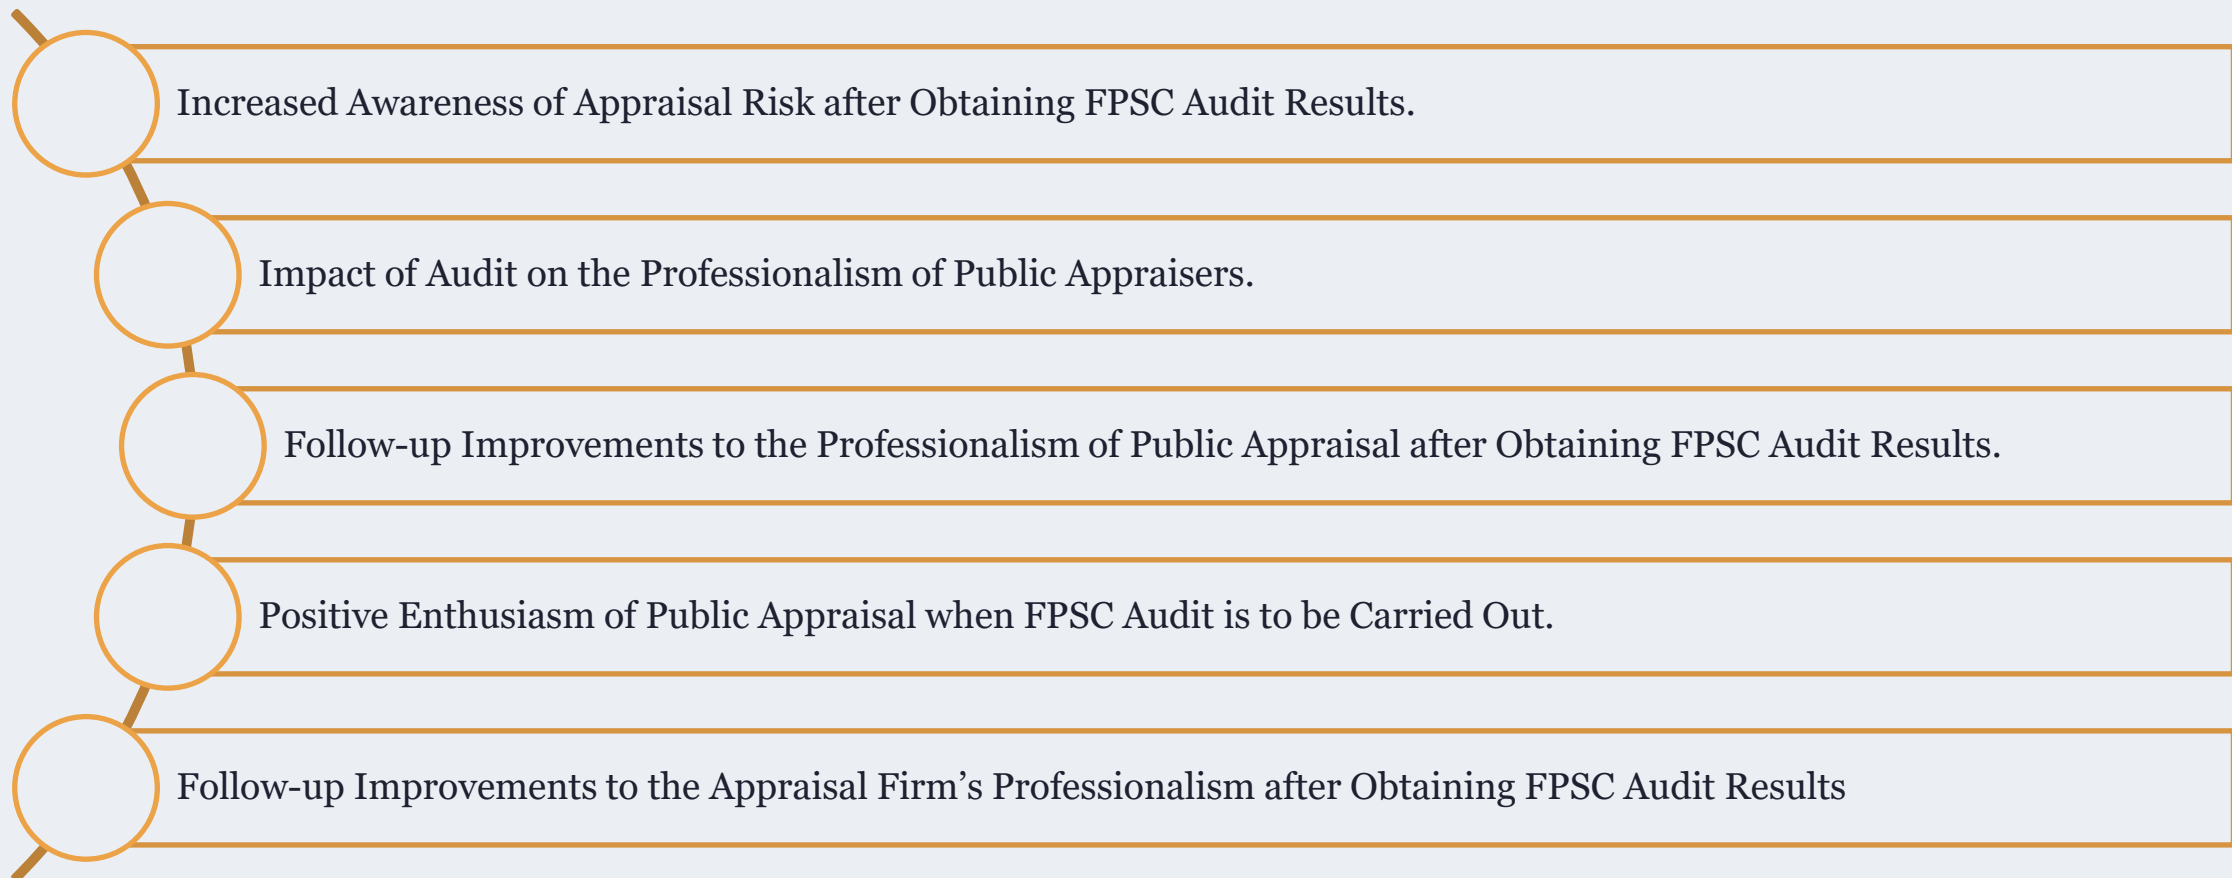 Increased Awareness of Appraisal Risk after Obtaining FPSC Audit Results.
Impact of Audit on the Professionalism of Public Appraisers.
Follow-up Improvements to the Professionalism of Public Appraisal after Obtaining FPSC Audit Results.
Positive Enthusiasm of Public Appraisal when FPSC Audit is to be Carried Out.
Follow-up Improvements to the Appraisal Firm’s Professionalism after Obtaining FPSC Audit Results